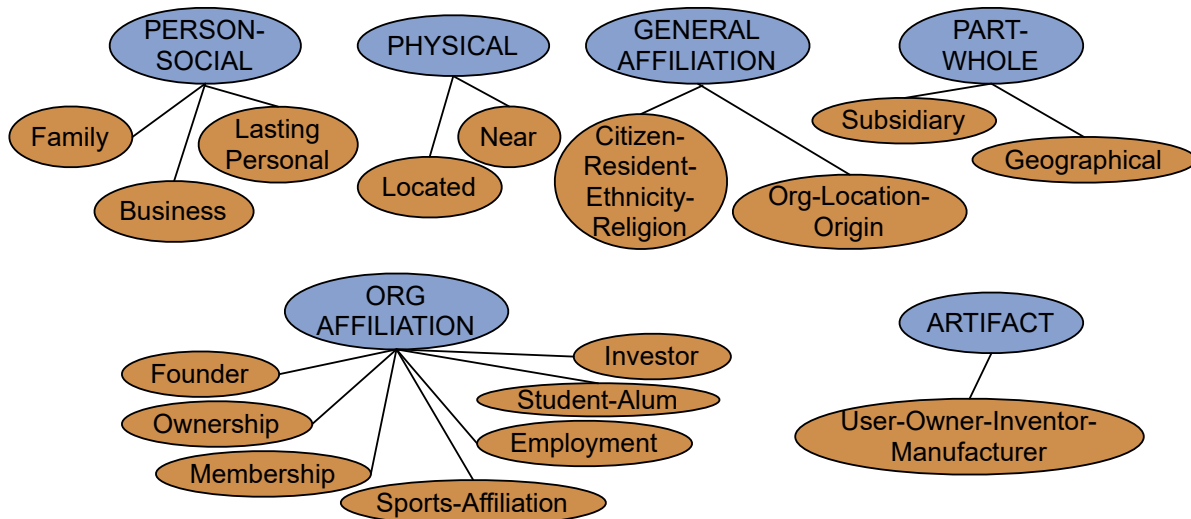 PERSON-
SOCIAL
PHYSICAL
GENERAL
AFFILIATION
PART-
WHOLE
Family
Lasting
Personal
Business
Near
Located
Citizen-
Resident-
Ethnicity-
Religion
Org-Location-
Origin
Subsidiary
Geographical
ORG
AFFILIATION
ARTIFACT
Founder
Ownership
Membership
Sports-Affiliation
Employment
Student-Alum
Investor
User-Owner-Inventor-
Manufacturer